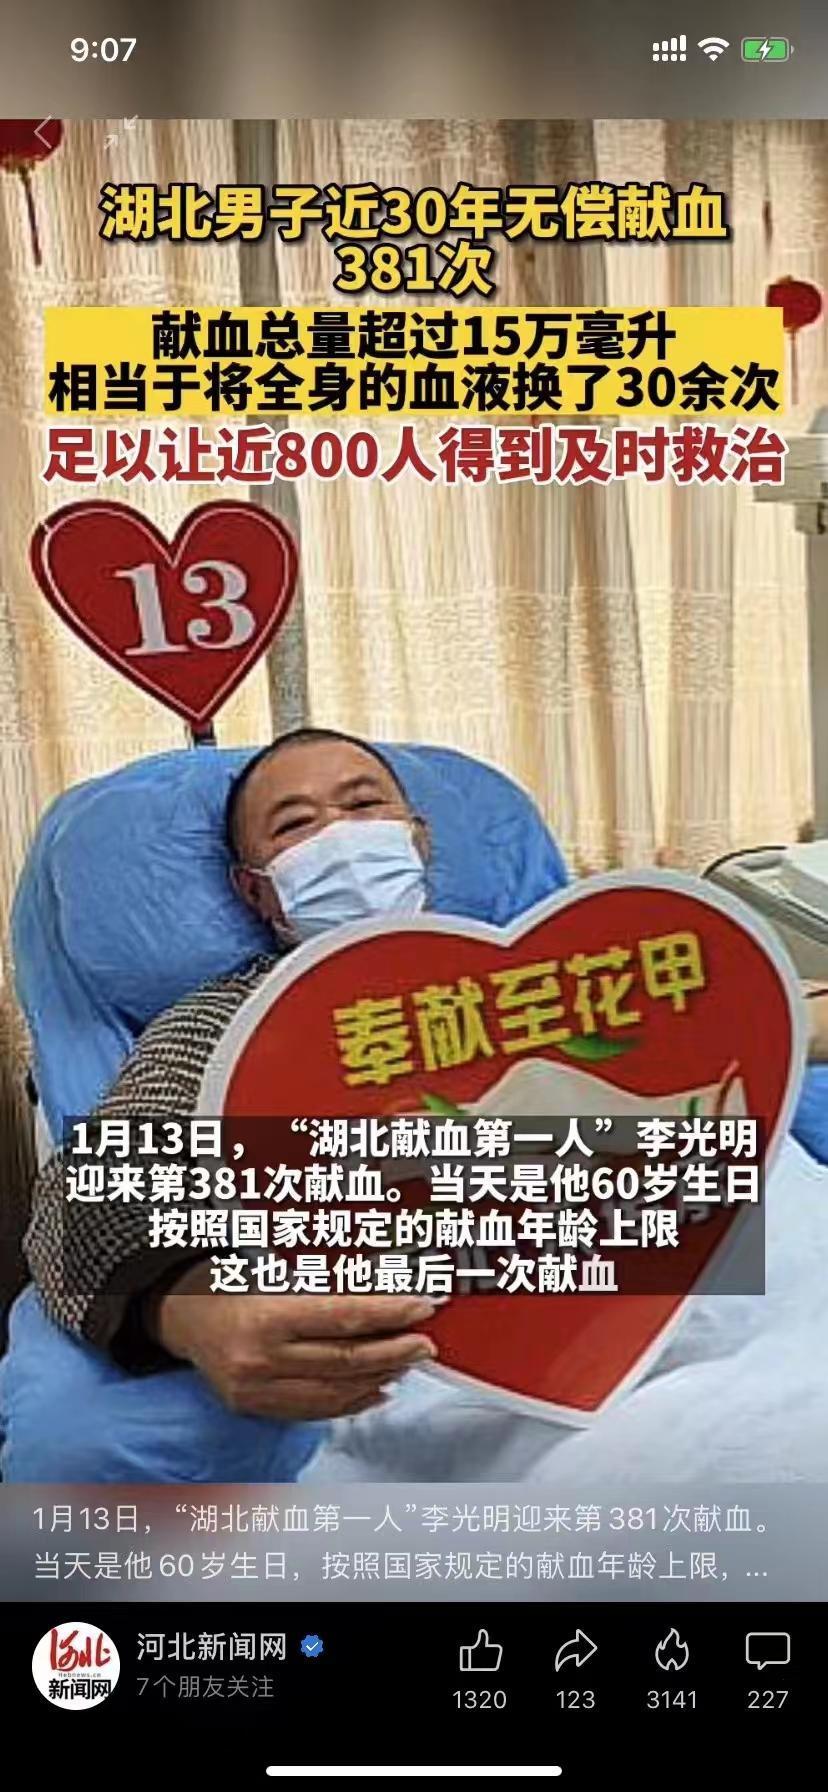 9:07
湖北男子近30年无偿献血
381次
献血总量超过15万毫升
相当于将全身的血液换了30余次
足以让近800人得到及时救治
13
奉献至花甲
1月13日，“湖北献血第一人”李光明
迎来第381次献血。当天是他60岁生日
按照国家规定的献血年龄上限
这也是他最后一次献血
1月13日，“湖北献血第一人”李光明迎来第381次献血。
当天是他60岁生日，按照国家规定的献血年龄上限，...
河北
hebnews.cn
新闻网
河北新闻网
7个朋友关注
1320
123
3141
227